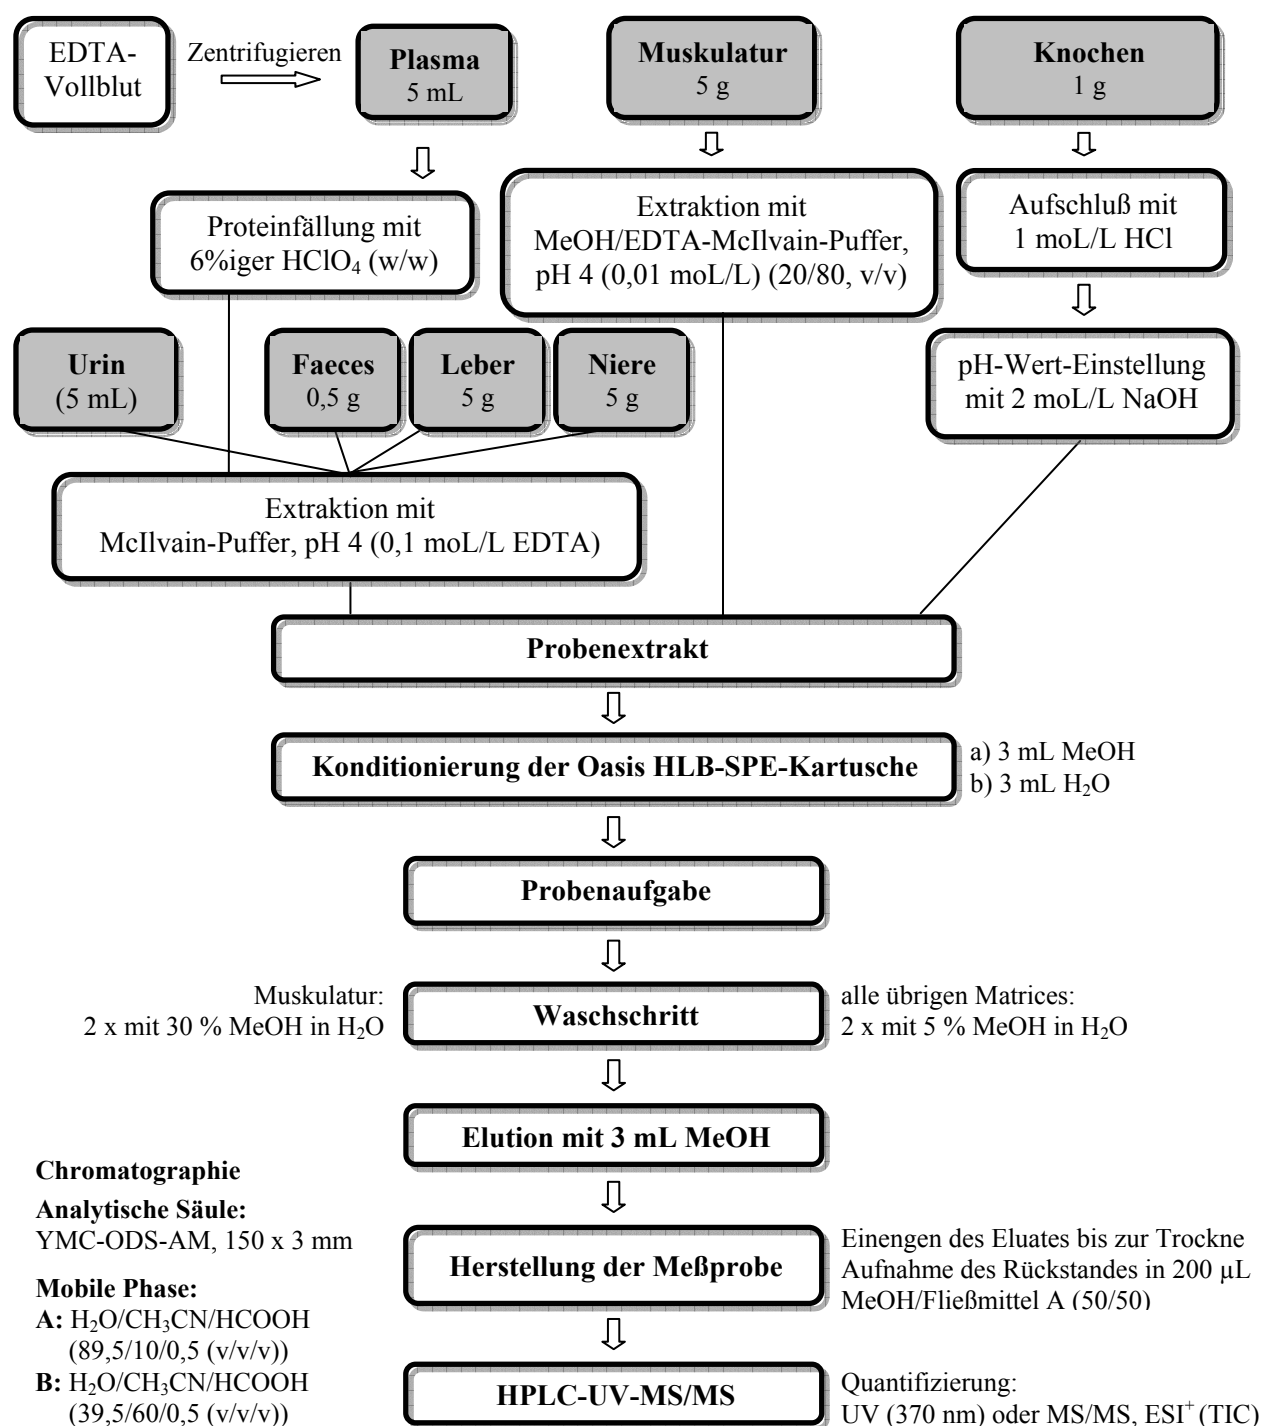 EDTA-
Vollblut
Zentrifugieren
Plasma
5 mL
Muskulatur
5 g
Knochen
1 g
Proteinfällung mit
6%iger HClO₄ (w/w)
Extraktion mit
MeOH/EDTA-McIlvain-Puffer,
pH 4 (0,01 moL/L) (20/80, v/v)
Aufschluß mit
1 moL/L HCl
Urin
(5 mL)
Faeces
0,5 g
Leber
5 g
Niere
5 g
pH-Wert-Einstellung
mit 2 moL/L NaOH
Extraktion mit
McIlvain-Puffer, pH 4 (0,1 moL/L EDTA)
Probenextrakt
Konditionierung der Oasis HLB-SPE-Kartusche
a) 3 mL MeOH
b) 3 mL H₂O
Probenaufgabe
Muskulatur:
2 x mit 30 % MeOH in H₂O
Waschschritt
alle übrigen Matrices:
2 x mit 5 % MeOH in H₂O
Elution mit 3 mL MeOH
Chromatographie
Analytische Säule:
YMC-ODS-AM, 150 x 3 mm
Mobile Phase:
A: H₂O/CH₃CN/HCOOH
(89,5/10/0,5 (v/v/v))
B: H₂O/CH₃CN/HCOOH
(39,5/60/0,5 (v/v/v))
Herstellung der Meßprobe
Einengen des Eluates bis zur Trockne
Aufnahme des Rückstandes in 200 µL
MeOH/Fließmittel A (50/50)
HPLC-UV-MS/MS
Quantifizierung:
UV (370 nm) oder MS/MS, ESI⁺ (TIC)